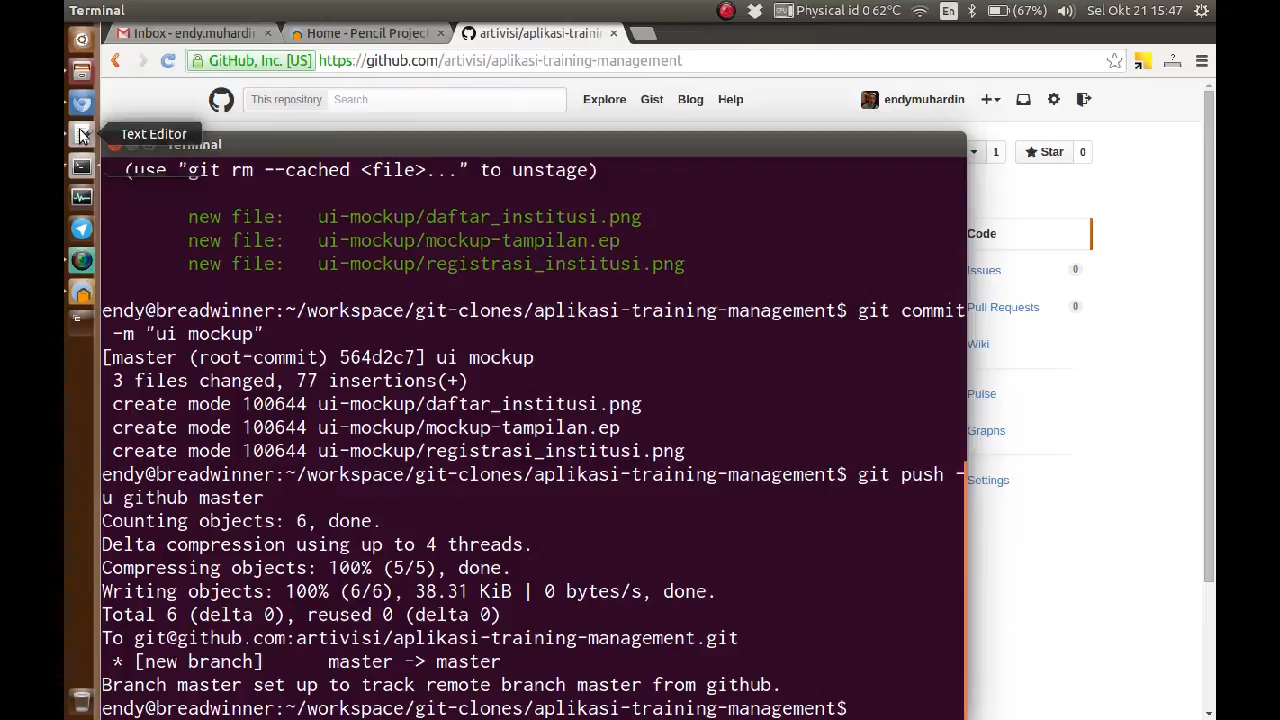 Terminal
Physical id 0 62°C
En
(67%)
Sel Okt 21 15:47
Inbox - endy.muhardin
Home - Pencil Project
artivisi/aplikasi-trainin
GitHub, Inc. [US]
https://github.com/artivisi/aplikasi-training-management
This repository
Search
Explore
Gist
Blog
Help
endymuhardin
Text Editor
Terminal
1
Star
0
(use "git rm --cached <file>..." to unstage)
new file:   ui-mockup/daftar_institusi.png
new file:   ui-mockup/mockup-tampilan.ep
new file:   ui-mockup/registrasi_institusi.png
endy@breadwinner:~/workspace/git-clones/aplikasi-training-management$ git commit
-m "ui mockup"
[master (root-commit) 564d2c7] ui mockup
3 files changed, 77 insertions(+)
create mode 100644 ui-mockup/daftar_institusi.png
create mode 100644 ui-mockup/mockup-tampilan.ep
create mode 100644 ui-mockup/registrasi_institusi.png
endy@breadwinner:~/workspace/git-clones/aplikasi-training-management$ git push -
u github master
Counting objects: 6, done.
Delta compression using up to 4 threads.
Compressing objects: 100% (5/5), done.
Writing objects: 100% (6/6), 38.31 KiB | 0 bytes/s, done.
Total 6 (delta 0), reused 0 (delta 0)
To git@github.com:artivisi/aplikasi-training-management.git
* [new branch]      master -> master
Branch master set up to track remote branch master from github.
endy@breadwinner:~/workspace/git-clones/aplikasi-training-management$
Code
Issues
0
Pull Requests
0
Wiki
Pulse
Graphs
Settings